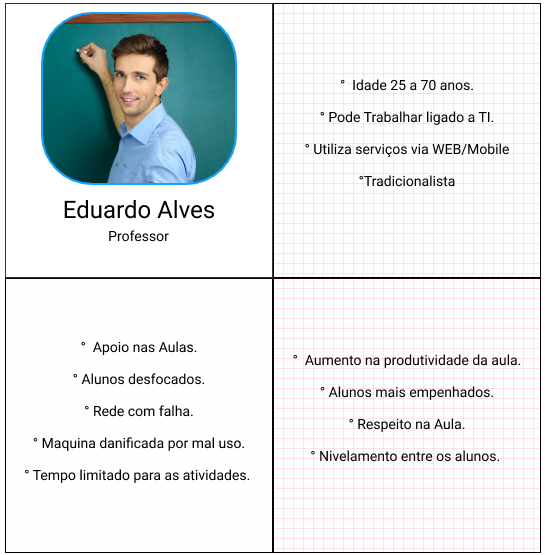 Eduardo Alves
Professor
° Idade 25 a 70 anos.
° Pode Trabalhar ligado a TI.
° Utiliza serviços via WEB/Mobile
°Tradicionalista
° Apoio nas Aulas.
° Alunos desfocados.
° Rede com falha.
° Maquina danificada por mal uso.
° Tempo limitado para as atividades.
° Aumento na produtividade da aula.
° Alunos mais empenhados.
° Respeito na Aula.
° Nivelamento entre os alunos.